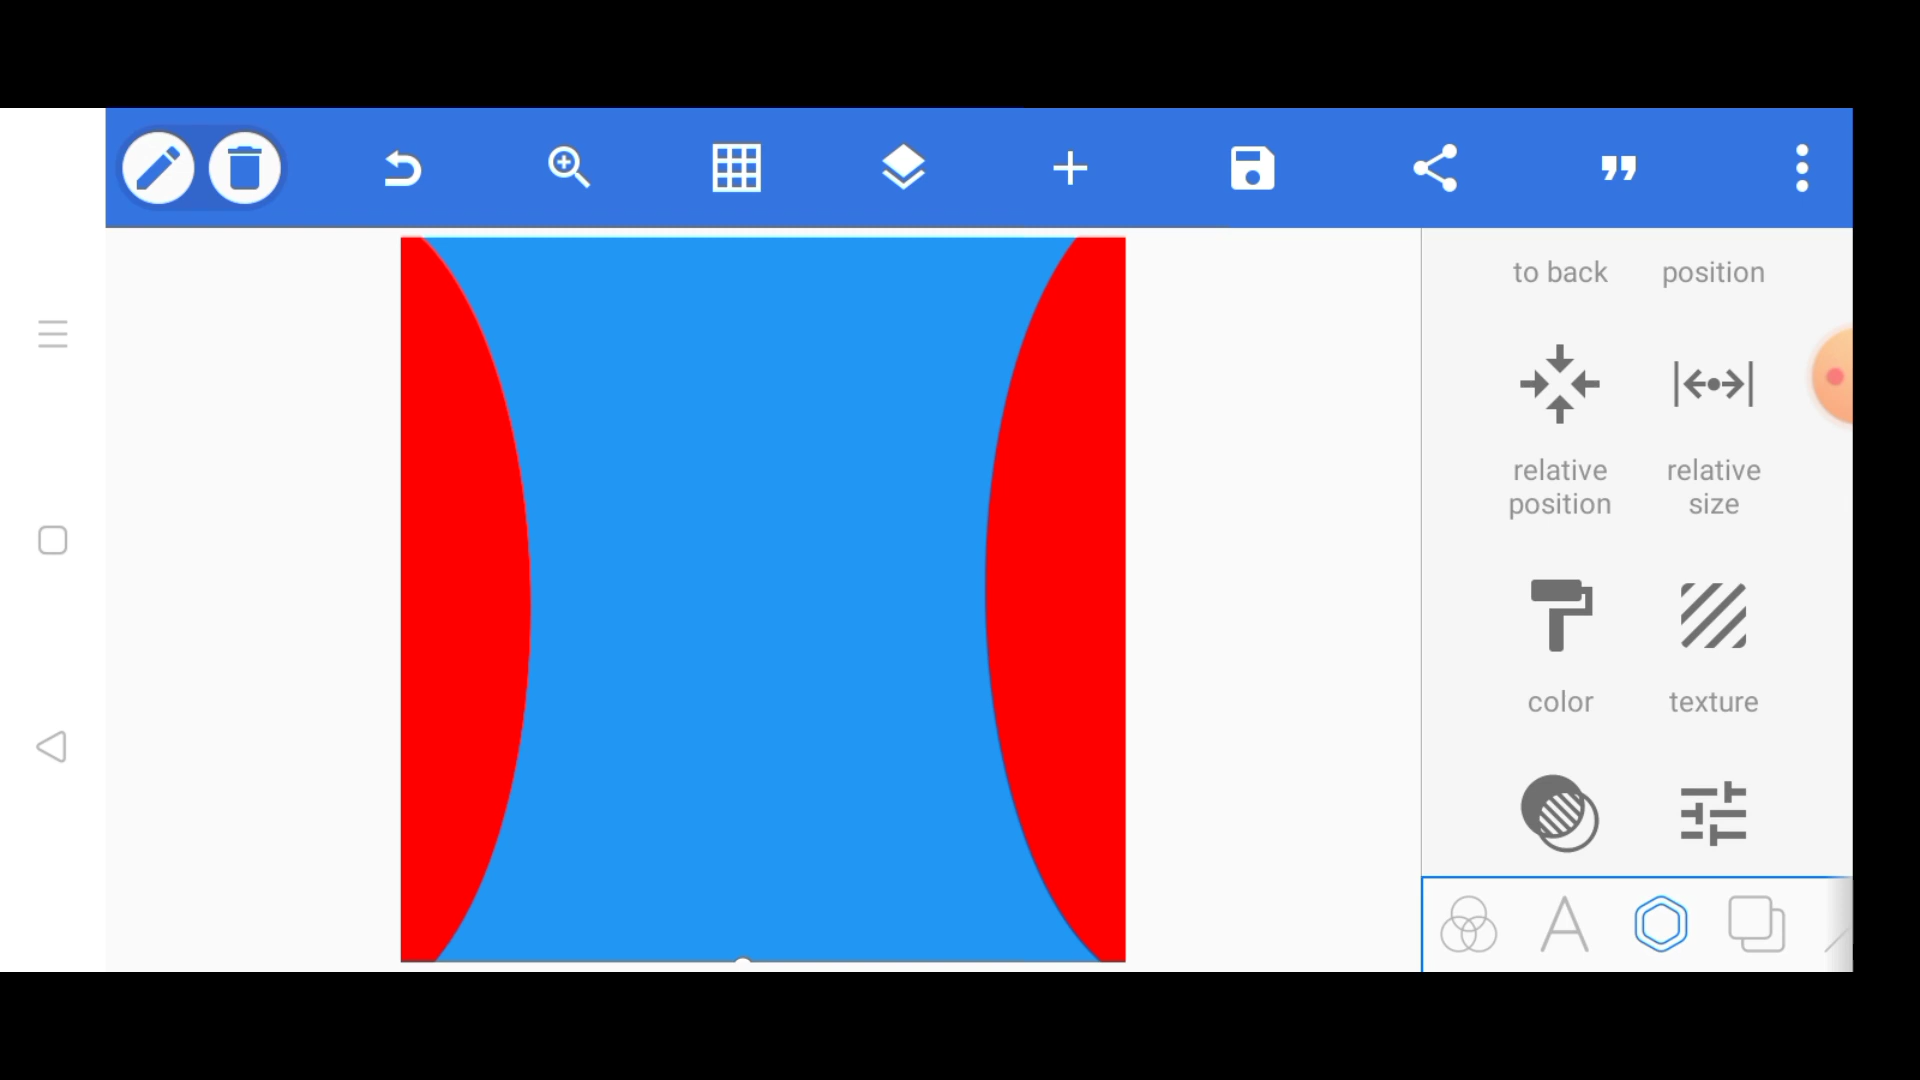 to back
position
relative
position
relative
size
color
texture